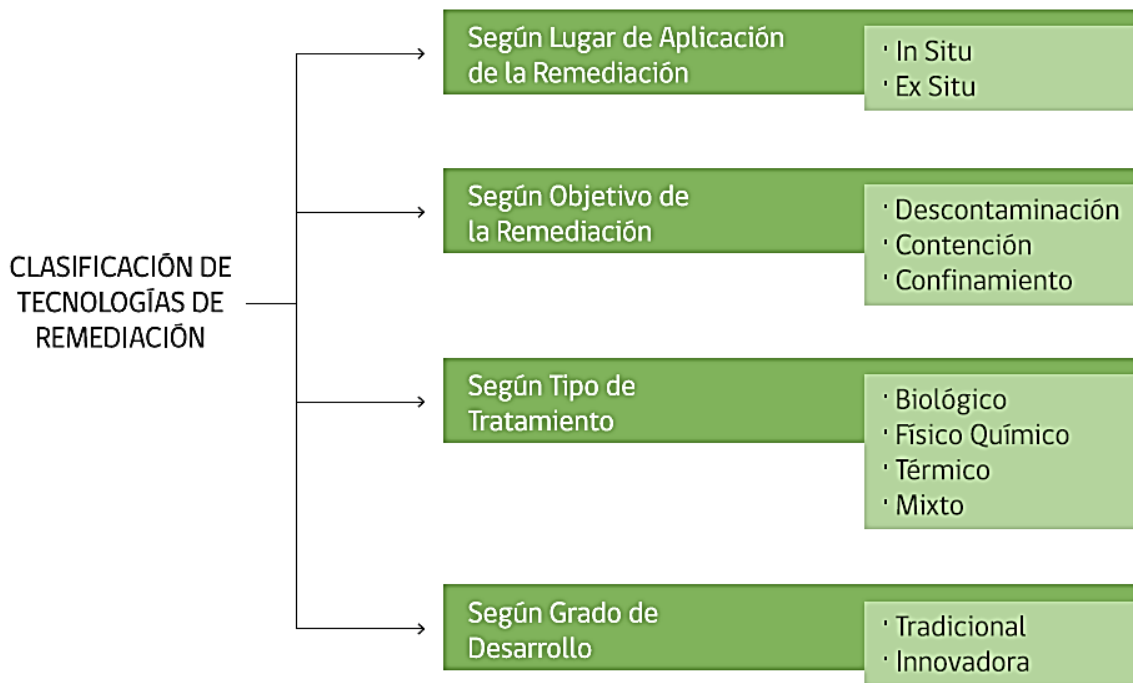 CLASIFICACIÓN DE
TECNOLOGÍAS DE
REMEDIACIÓN
Según Lugar de Aplicación
de la Remediación
· In Situ
· Ex Situ
Según Objetivo de
la Remediación
· Descontaminación
· Contención
· Confinamiento
Según Tipo de
Tratamiento
· Biológico
· Físico Químico
· Térmico
· Mixto
Según Grado de
Desarrollo
· Tradicional
· Innovadora